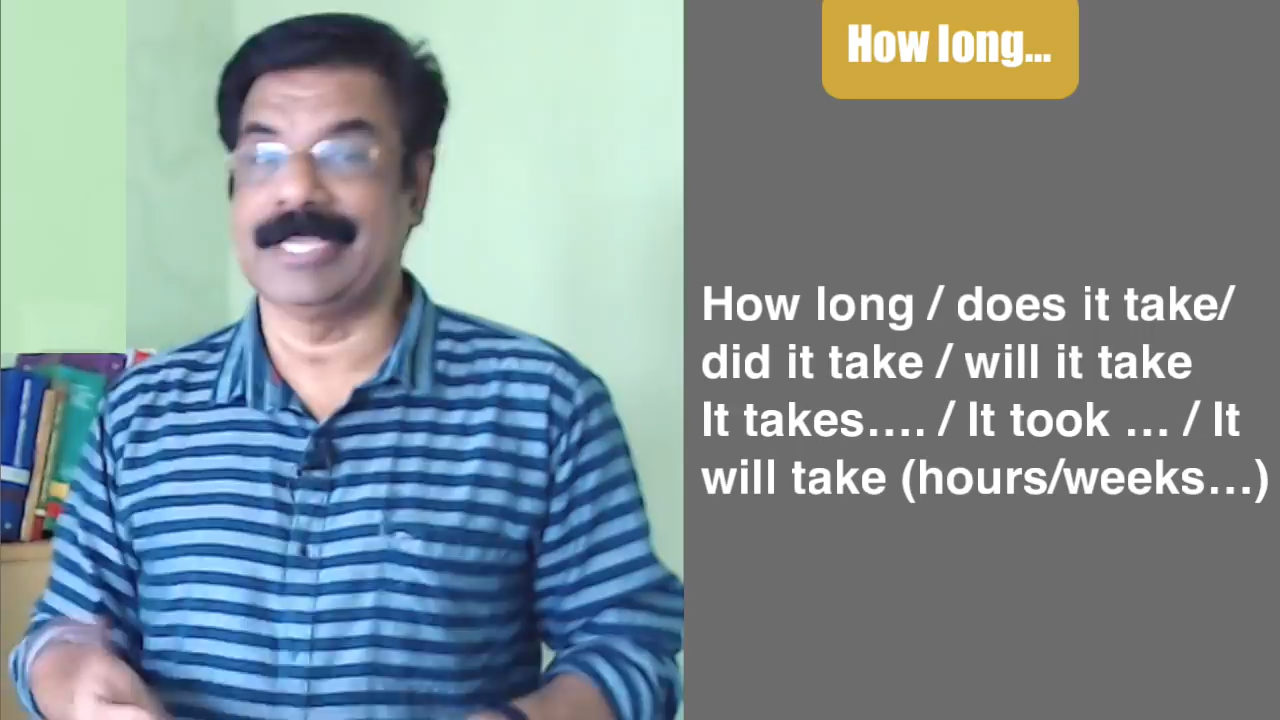 How long...
How long / does it take/
did it take / will it take
It takes.... / It took ... / It
will take (hours/weeks...)